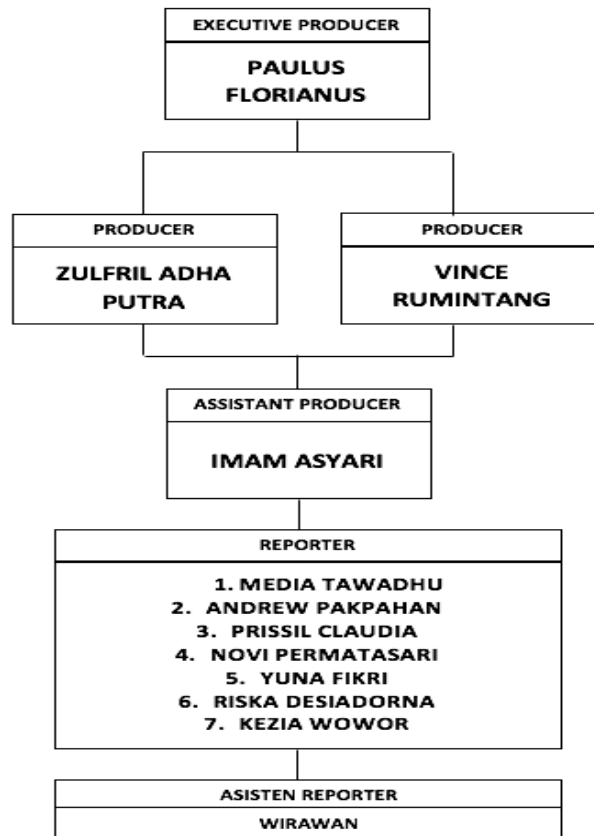 EXECUTIVE PRODUCER
PAULUS
FLORIANUS
PRODUCER
ZULFRIL ADHA
PUTRA
PRODUCER
VINCE
RUMINTANG
ASSISTANT PRODUCER
IMAM ASYARI
REPORTER
1. MEDIA TAWADHU
2. ANDREW PAKPAHAN
3. PRISSIL CLAUDIA
4. NOVI PERMATASARI
5. YUNA FIKRI
6. RISKA DESIADORNA
7. KEZIA WOWOR
ASISTEN REPORTER
WIRAWAN